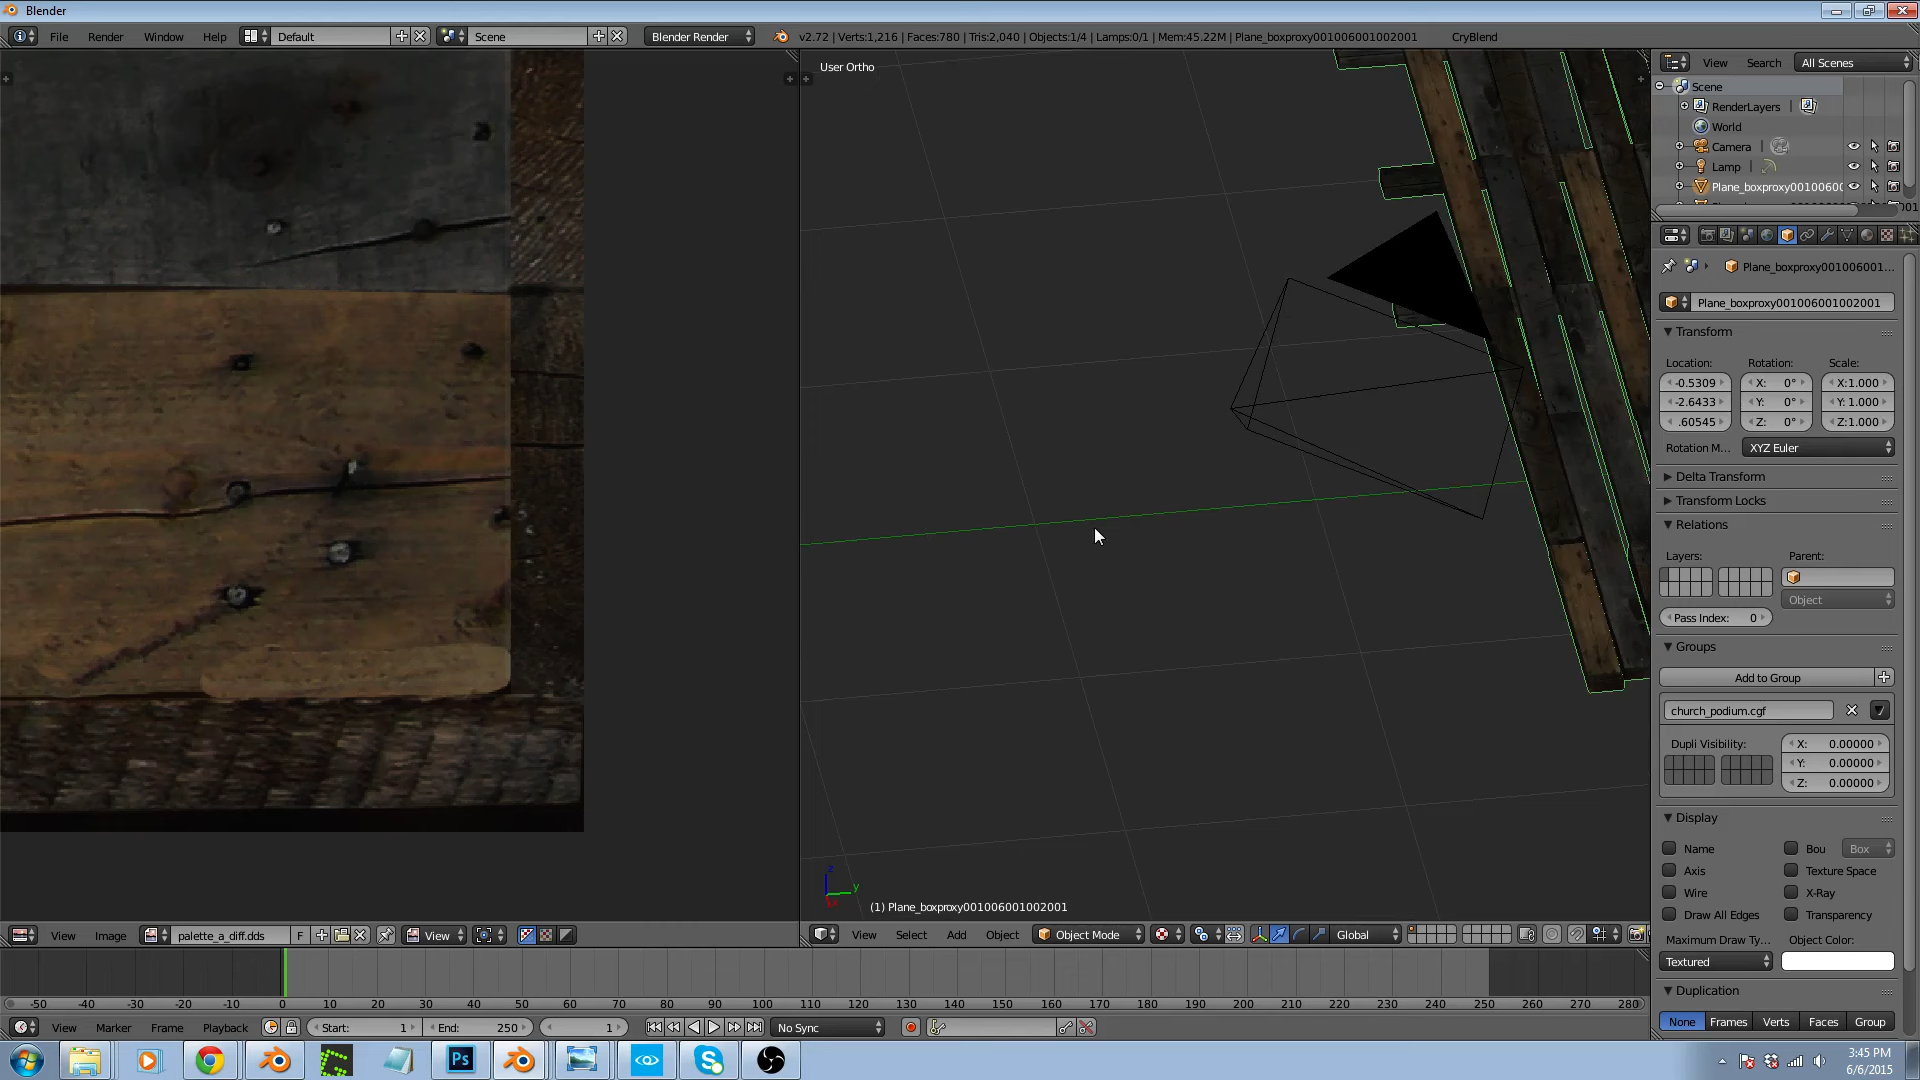 Blender
File Render Window Help Default Scene Blender Render v2.72 | Verts:1,216 | Faces:780 | Tris:2,040 | Objects:1/4 | Lamps:0/1 | Mem:45.22M | Plane_boxproxy001006001002001 CryBlend
User Ortho
View Search All Scenes
Scene
RenderLayers |
World
Camera |
Lamp |
Plane_boxproxy0010060(
Plane_boxproxy006001...
Plane_boxproxy001006001002001
Transform
Location: Rotation: Scale:
-0.5309 X: 0° X:1.000
-2.6433 Y: 0° Y: 1.000
.60545 Z: 0° Z:1.000
Rotation M... XYZ Euler
Delta Transform
Transform Locks
Relations
Layers: Parent:
Object
Pass Index: 0
Groups
Add to Group
church_podium.cgf
Dupli Visibility: X: 0.00000
Y: 0.00000
Z: 0.00000
Display
Name Bou Box
Axis Texture Space
Wire X-Ray
Draw All Edges Transparency
Maximum Draw Ty... Object Color:
Textured
Duplication
None Frames Verts Faces Group
z
y
x
(1) Plane_boxproxy001006001002001
View Image palette_a_diff.dds F View
View Select Add Object Object Mode Global
-50 -40 -30 -20 -10 0 10 20 30 40 50 60 70 80 90 100 110 120 130 140 150 160 170 180 190 200 210 220 230 240 250 260 270 280
View Marker Frame Playback Start: 1 End: 250 1 No Sync
Ps
3:45 PM
6/6/2015